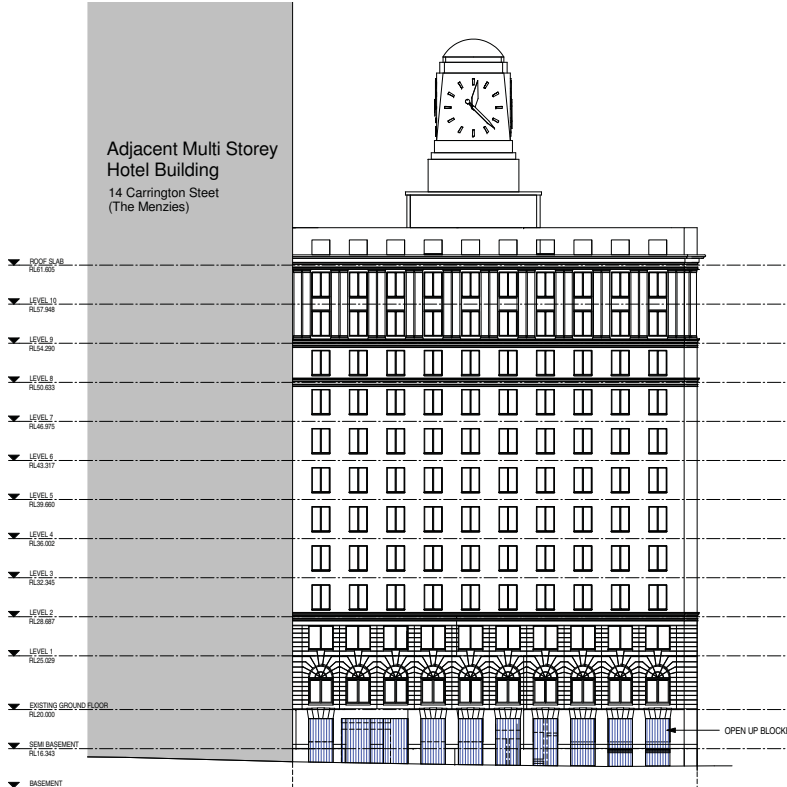 Adjacent Multi Storey
Hotel Building
14 Carrington Steet
(The Menzies)
ROOF SLAB
RL61.605
LEVEL 10
RL57.948
LEVEL 9
RL54.290
LEVEL 8
RL50.633
LEVEL 7
RL46.975
LEVEL 6
RL43.317
LEVEL 5
RL39.660
LEVEL 4
RL36.002
LEVEL 3
RL32.345
LEVEL 2
RL28.687
LEVEL 1
RL25.029
EXISTING GROUND FLOOR
RL20.000
OPEN UP
SEMI BASEMENT
RL16.343
BASEMENT